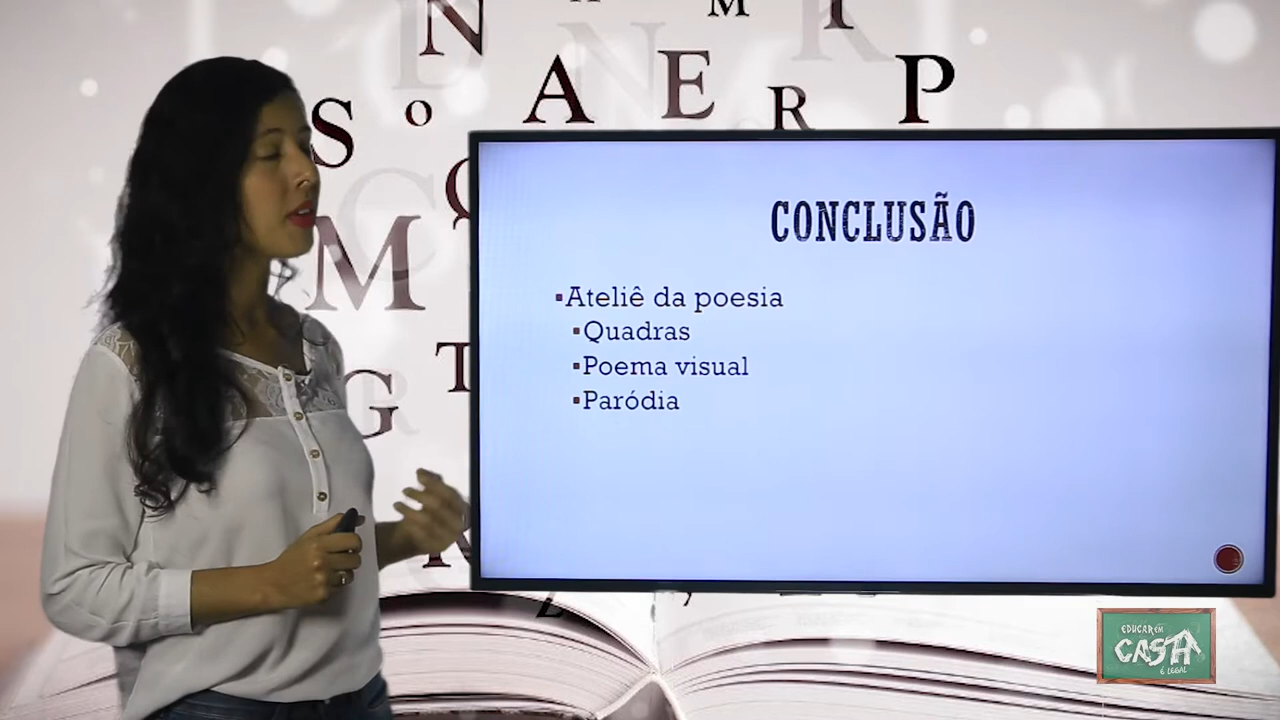 CONCLUSÃO
▪Ateliê da poesia
▪Quadras
▪Poema visual
▪Paródia
N
M
S
o
A
E
R
P
M
G
T
EDUCAR EM
CASA
É LEGAL